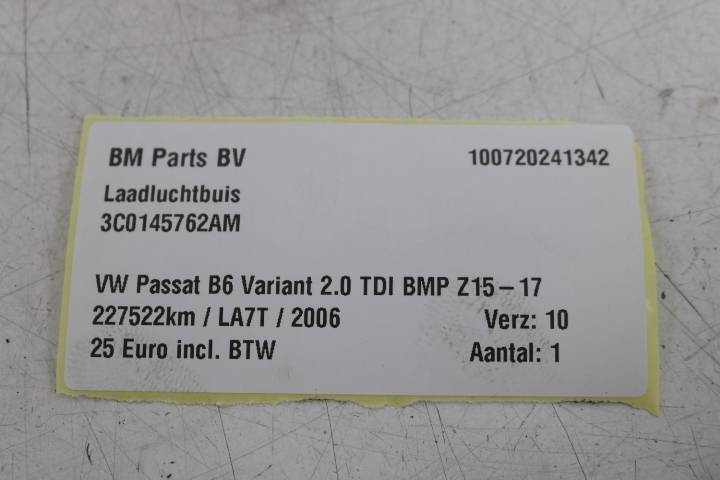 BM Parts BV 100720241342
Laadluchtbuis
3C0145762AM
VW Passat B6 Variant 2.0 TDI BMP Z15-17
227522km / LA7T / 2006 Verz: 10
25 Euro incl. BTW Aantal: 1